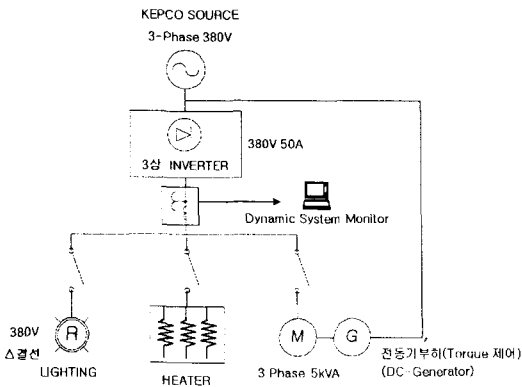 KEPCO SOURCE
3-Phase 380V
380V 50A
3상 INVERTER
Dynamic System Monitor
R
M
G
380V
△결선
LIGHTING
HEATER
3 Phase 5kVA
전동기부하(Torque 제어)
(DC-Generator)